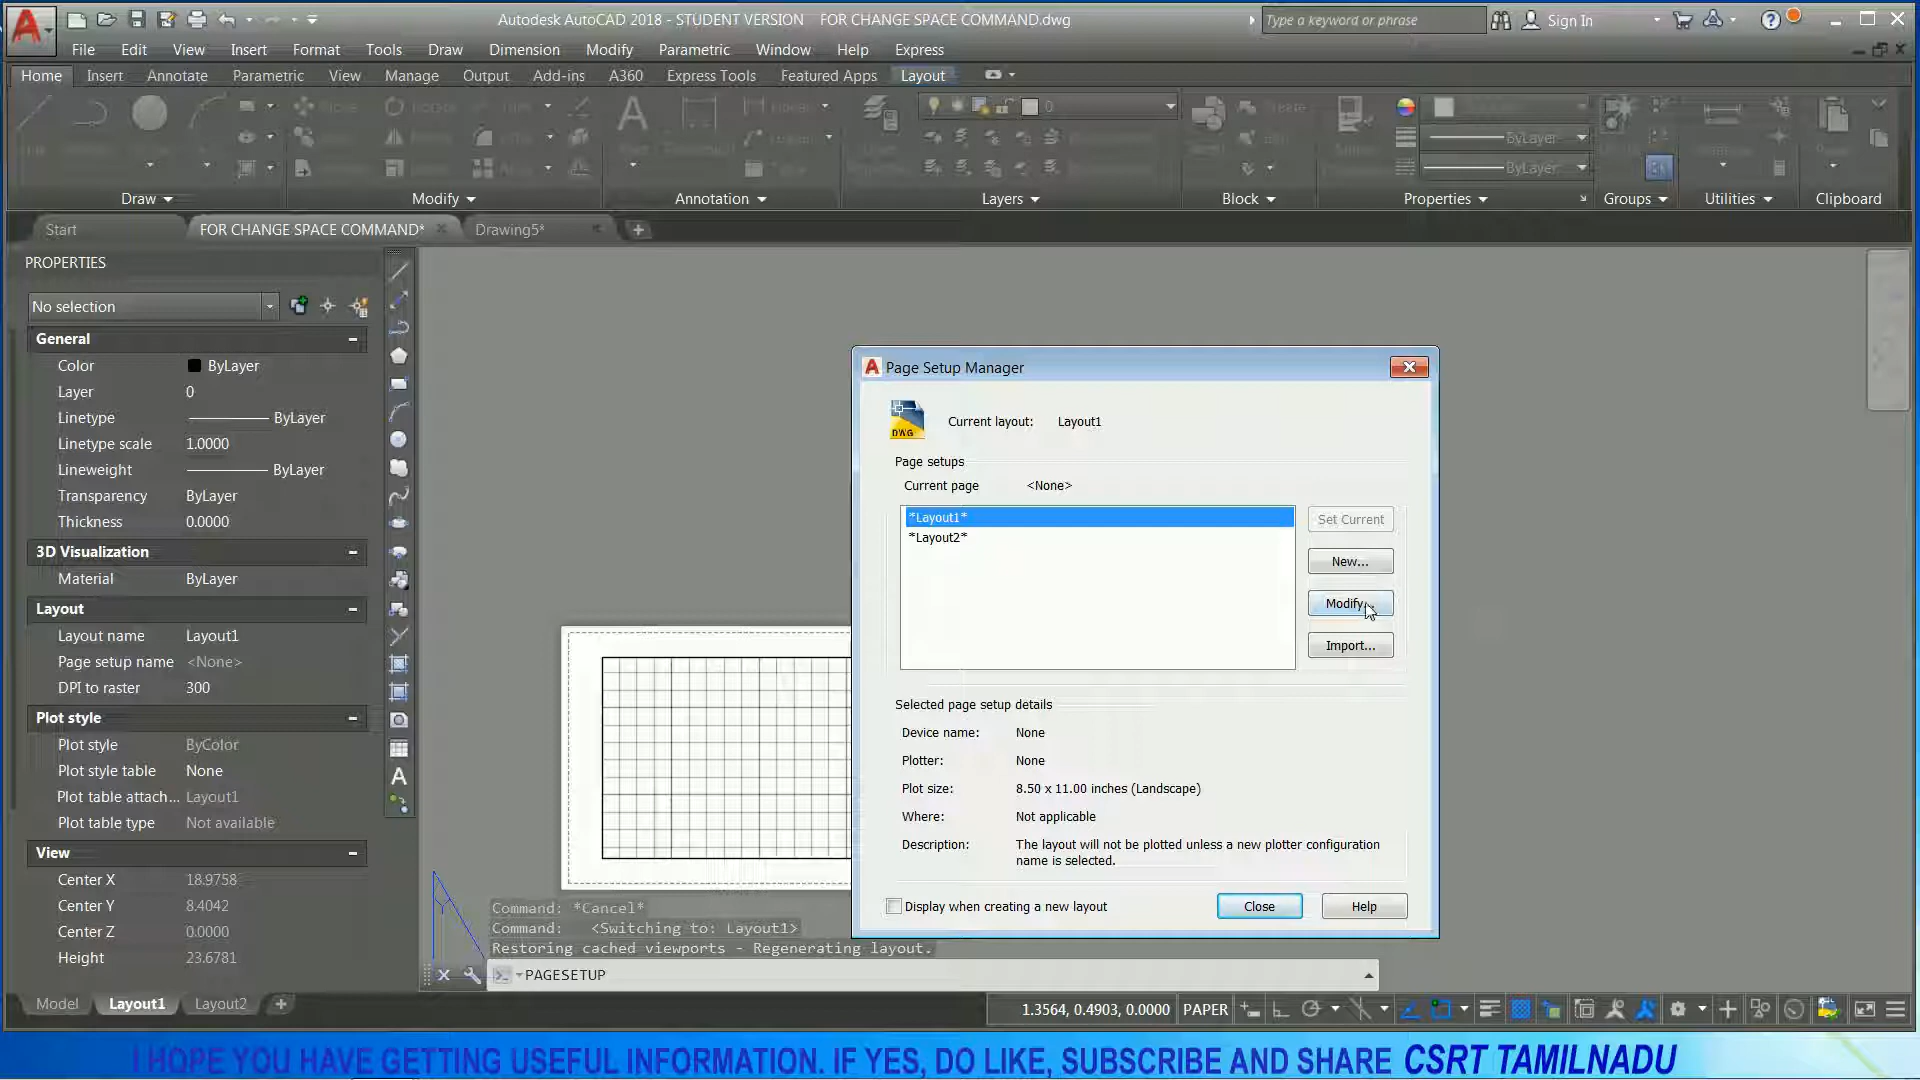 Autodesk AutoCAD 2018 - STUDENT VERSION FOR CHANGE SPACE COMMAND.dwg
Type a keyword or phrase
Sign In
File Edit View Insert Format Tools Draw Dimension Modify Parametric Window Help Express
Home Insert Annotate Parametric View Manage Output Add-ins A360 Express Tools Featured Apps Layout
0
ByLayer
ByLayer
Draw Modify Annotation Layers Block Properties Groups Utilities Clipboard
Start FOR CHANGE SPACE COMMAND* Drawing5*
PROPERTIES
No selection
General
Color ByLayer
Layer 0
Linetype ByLayer
Linetype scale 1.0000
Lineweight ByLayer
Transparency ByLayer
Thickness 0.0000
3D Visualization
Material ByLayer
Layout
Layout name Layout1
Page setup name <None>
DPI to raster 300
Plot style
Plot style ByColor
Plot style table None
Plot table attach... Layout1
Plot table type Not available
View
Center X 18.9758
Center Y 8.4042
Center Z 0.0000
Height 23.6781
Page Setup Manager
DWG
Current layout: Layout1
Page setups
Current page <None>
*Layout1*
*Layout2*
Set Current
New...
Modify...
Import...
Selected page setup details
Device name: None
Plotter: None
Plot size: 8.50 x 11.00 inches (Landscape)
Where: Not applicable
Description: The layout will not be plotted unless a new plotter configuration
name is selected.
Display when creating a new layout
Close
Help
Command: *Cancel*
Command: <Switching to: Layout1>
Restoring cached viewports - Regenerating layout.
PAGESETUP
Model Layout1 Layout2
1.3564, 0.4903, 0.0000 PAPER
I HOPE YOU HAVE GETTING USEFUL INFORMATION. IF YES, DO LIKE, SUBSCRIBE AND SHARE CSRT TAMILNADU